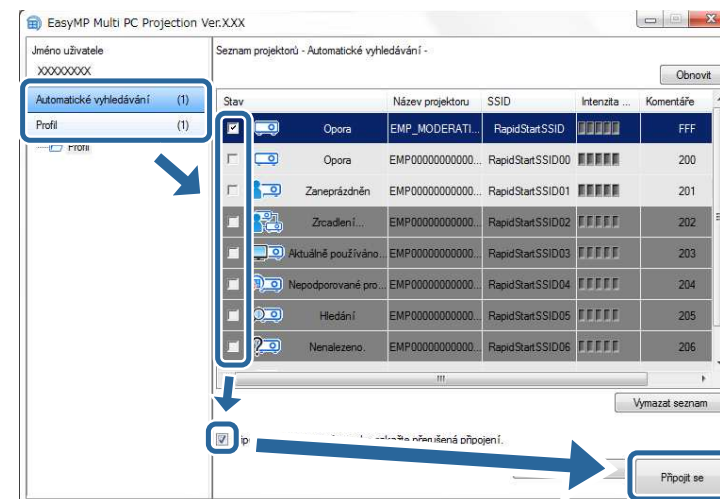 EasyMP Multi PC Projection Ver.XXX
Jméno uživatele
XXXXXXXX
Seznam projektorů - Automatické vyhledávání -
Obnovit
Automatické vyhledávání (1)
Profil (1)
Profil
Stav Název projektoru SSID Intenzita ... Komentáře
Opora EMP_MODERATI... RapidStartSSID FFF
Opora EMP00000000000... RapidStartSSID00 200
Zaneprázdněn EMP00000000000... RapidStartSSID01 201
Zrcadlení... EMP00000000000... RapidStartSSID02 202
Aktuálně používáno... EMP00000000000... RapidStartSSID03 203
Nepodporované pro... EMP00000000000... RapidStartSSID04 204
Hledání EMP00000000000... RapidStartSSID05 205
Nenalezeno. EMP00000000000... RapidStartSSID06 206
Vymazat seznam
přerušená připojení.
Připojit se